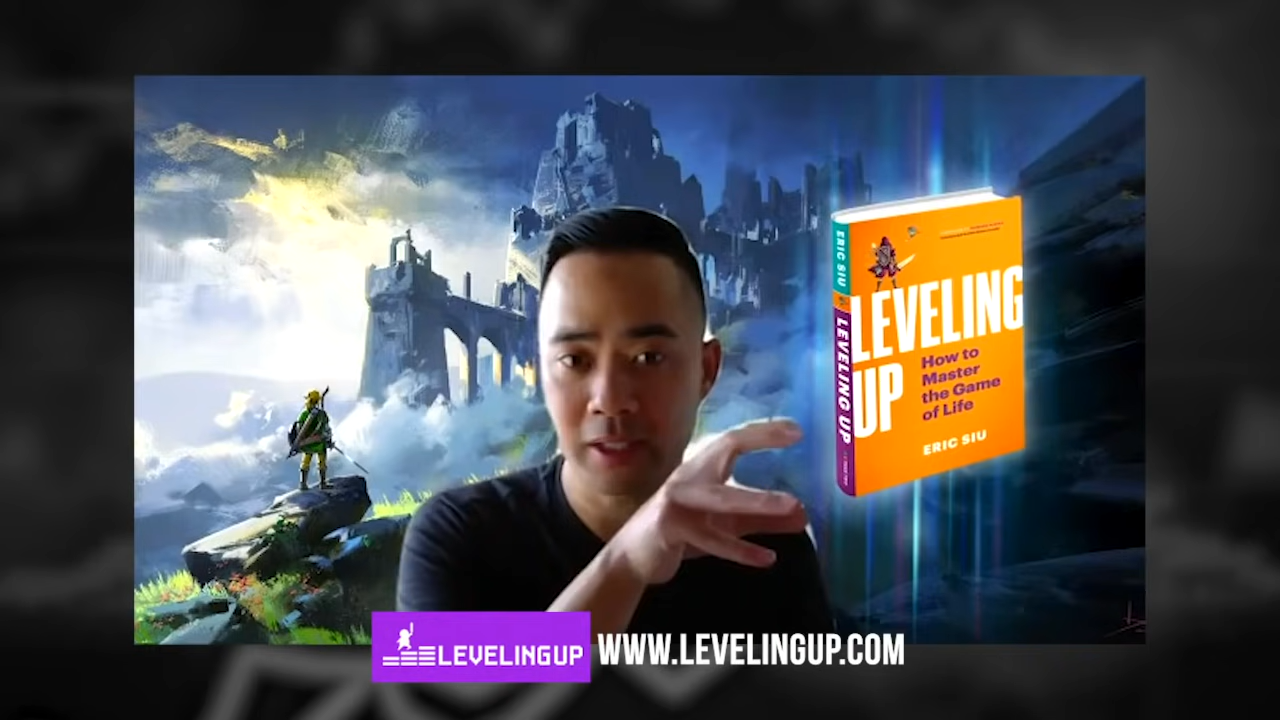 ERIC SIU
LEVELING UP
LEVELING
UP
How to
Master
the Game
of Life
ERIC SIU
LEVELINGUP
WWW.LEVELINGUP.COM